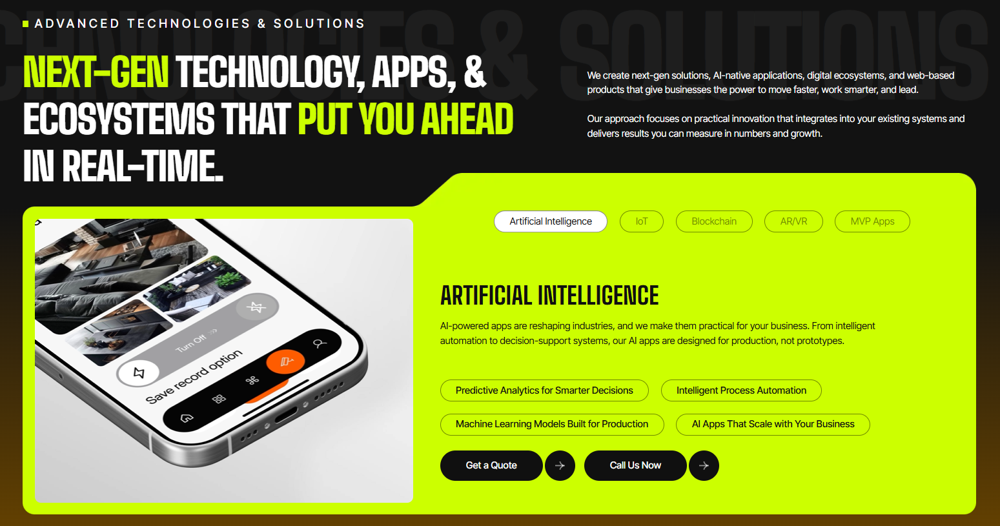 CHNOLOGIES & SOLUTIONS
ADVANCED TECHNOLOGIES & SOLUTIONS
NEXT-GEN TECHNOLOGY, APPS, &
ECOSYSTEMS THAT PUT YOU AHEAD
IN REAL-TIME.
We create next-gen solutions, AI-native applications, digital ecosystems, and web-based
products that give businesses the power to move faster, work smarter, and lead.
Our approach focuses on practical innovation that integrates into your existing systems and
delivers results you can measure in numbers and growth.
Artificial Intelligence
IoT
Blockchain
AR/VR
MVP Apps
Turn Off
Save record option
ARTIFICIAL INTELLIGENCE
AI-powered apps are reshaping industries, and we make them practical for your business. From intelligent
automation to decision-support systems, our AI apps are designed for production, not prototypes.
Predictive Analytics for Smarter Decisions
Intelligent Process Automation
Machine Learning Models Built for Production
AI Apps That Scale with Your Business
Get a Quote
Call Us Now